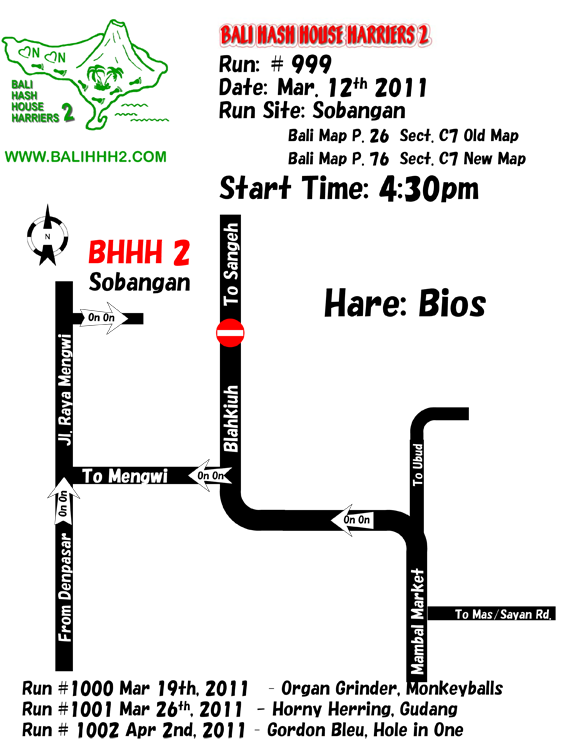 BALI HASH HOUSE HARRIERS 2
Run: # 999
Date: Mar. 12th 2011
Run Site: Sobangan
Bali Map P. 26 Sect. C7 Old Map
Bali Map P. 76 Sect. C7 New Map
Start Time: 4:30pm
ON ON
BALI
HASH
HOUSE
HARRIERS 2
WWW.BALIHHH2.COM
N
BHHH 2
Sobangan
Hare: Bios
On On
Jl. Raya Mengwi
To Sangeh
Blahkiuh
To Mengwi
On On
On On
From Denpasar
On On
To Ubud
Mambal Market
To Mas/Sayan Rd.
Run #1000 Mar 19th, 2011 - Organ Grinder, Monkeyballs
Run #1001 Mar 26th, 2011 - Horny Herring, Gudang
Run # 1002 Apr 2nd, 2011 - Gordon Bleu, Hole in One